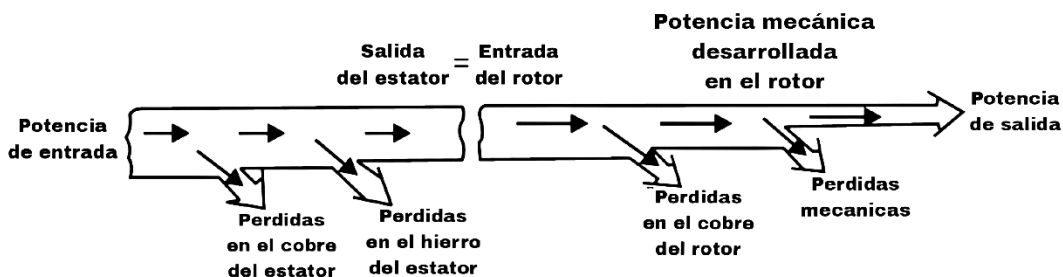 Potencia
de entrada
Salida
del estator
=
Entrada
del rotor
Potencia mecánica
desarrollada
en el rotor
Potencia
de salida
Perdidas
en el cobre
del estator
Perdidas
en el hierro
del estator
Perdidas
en el cobre
del rotor
Perdidas
mecanicas